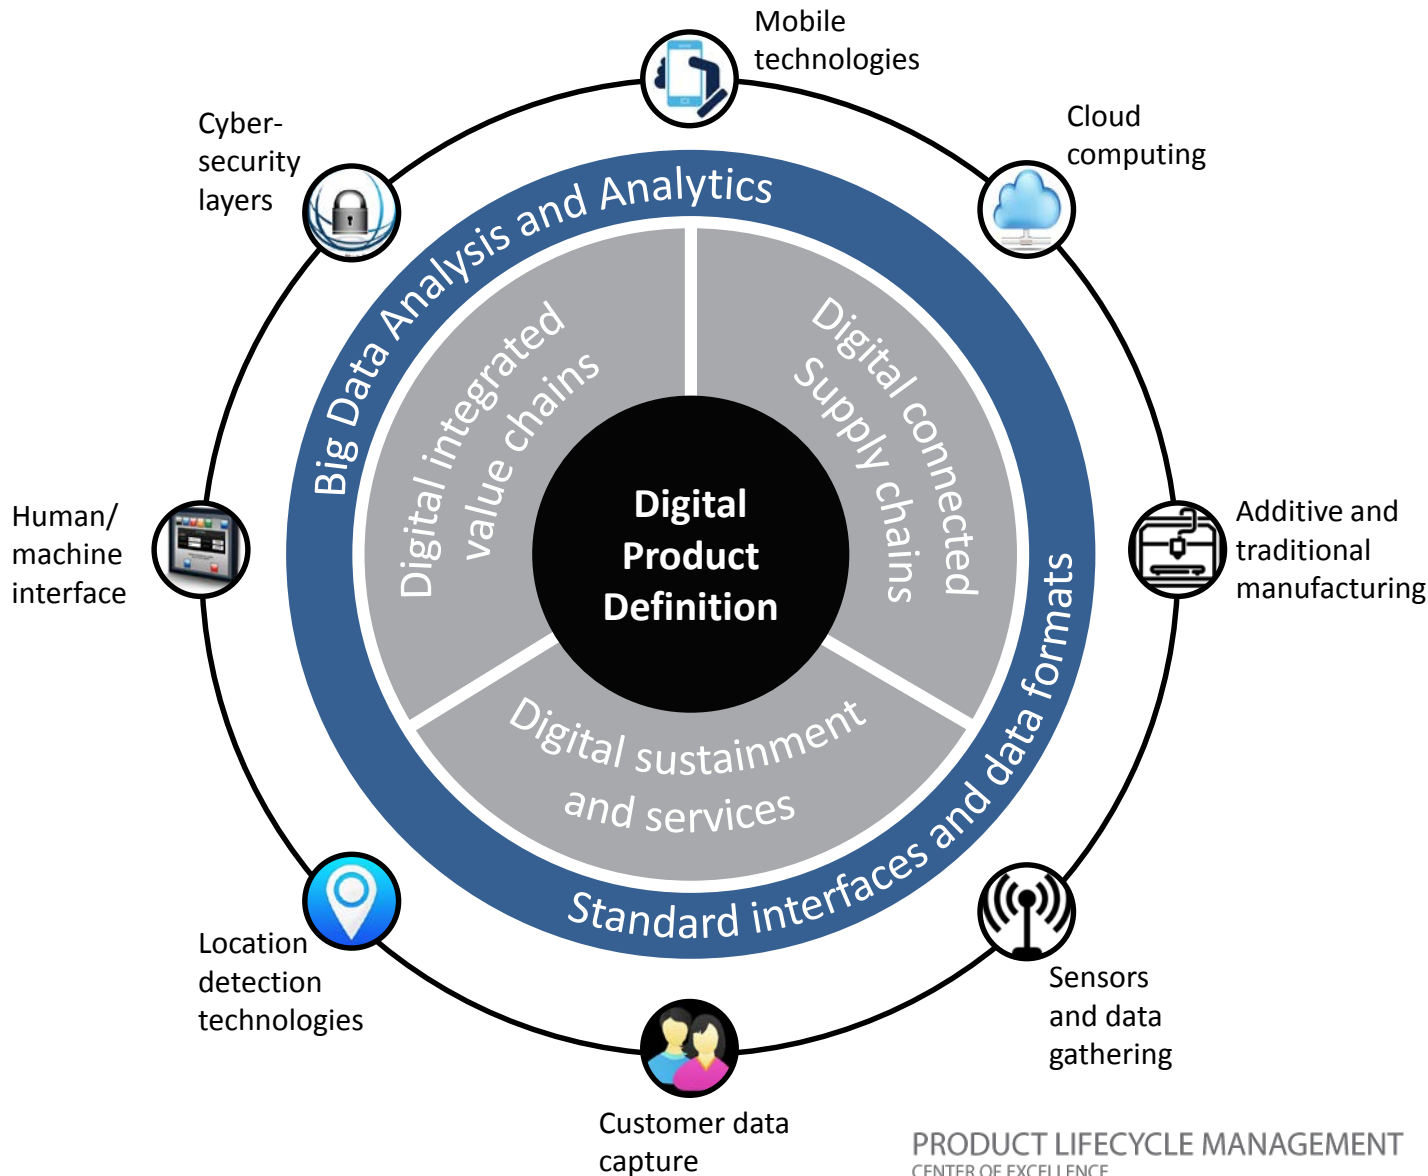 Mobile
technologies
Cloud
computing
Cyber-
security
layers
Big Data Analysis and Analytics
Digital integrated
value chains
Digital connected
Supply chains
Digital
Product
Definition
Human/
machine
interface
Additive and
traditional
manufacturing
Digital sustainment
and services
Standard interfaces and data formats
Location
detection
technologies
Sensors
and data
gathering
Customer data
capture
PRODUCT LIFECYCLE MANAGEMENT
CENTER OF EXCELLENCE